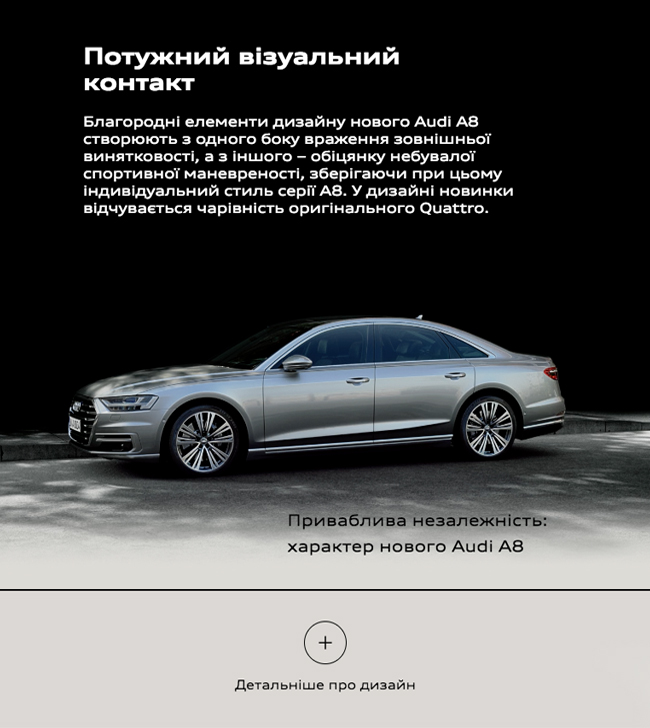 Потужний візуальний
контакт
Благородні елементи дизайну нового Audi A8
створюють з одного боку враження зовнішньої
винятковості, а з іншого – обіцянку небувалої
спортивної маневреності, зберігаючи при цьому
індивідуальний стиль серії A8. У дизайні новинки
відчувається чарівність оригінального Quattro.
Приваблива незалежність:
характер нового Audi A8
Детальніше про дизайн